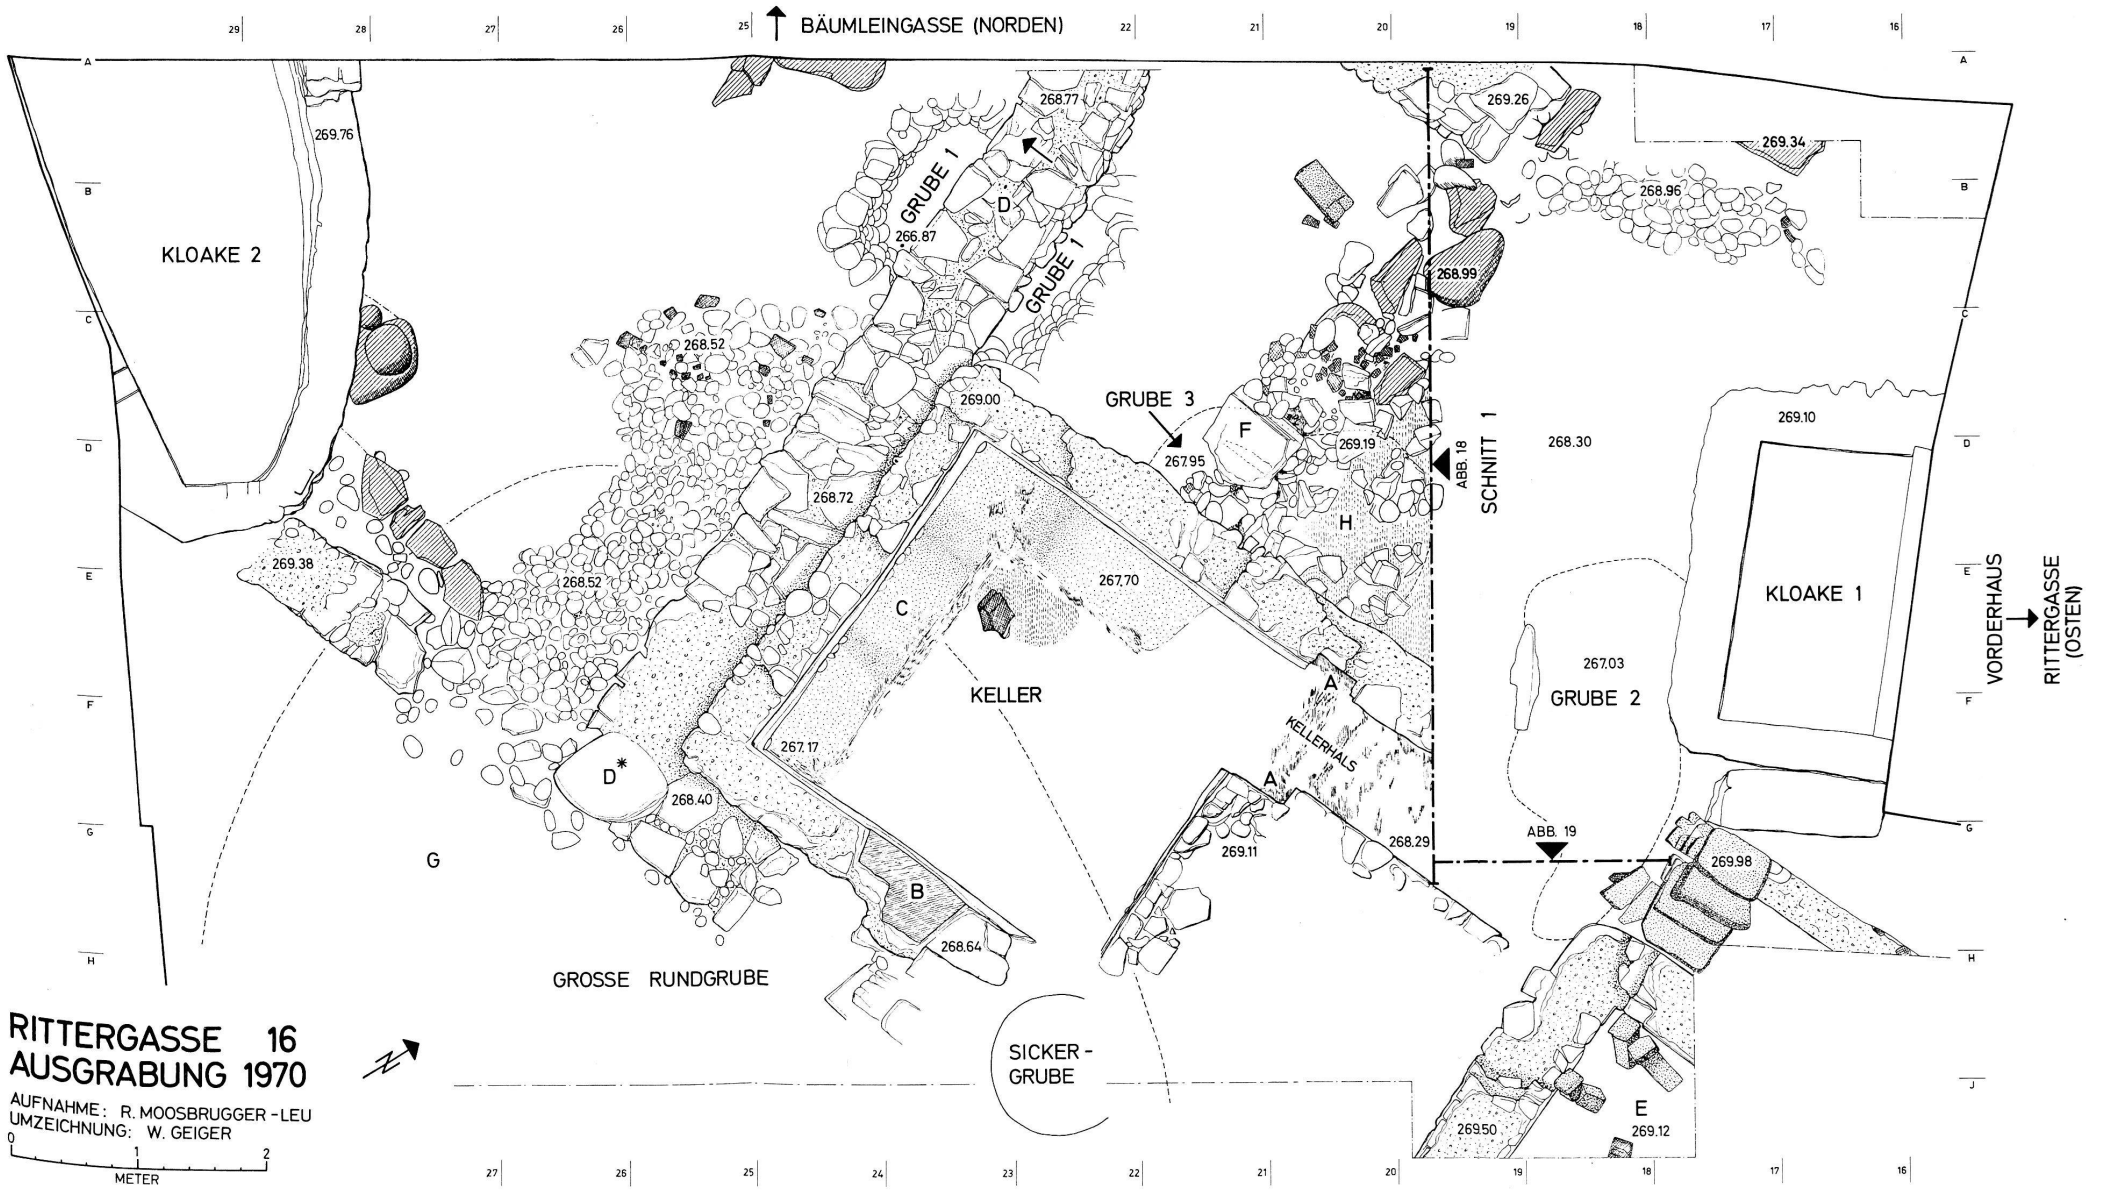 29 28 27 26 25 BÄUMLEINGASSE (NORDEN) 22 21 20 19 18 17 16
A A
268.77
269.26
269.76
269.34
B B
GRUBE 1
268.96
D
266.87
KLOAKE 2
GRUBE 1
268.99
C C
268.52
269.00
GRUBE 3
269.10
F
SCHNITT 1
D D
269.19
268.30
267.95
ABB. 18
268.72
H
269.38
E E
268.52
267.70
C
KLOAKE 1
VORDERHAUS
RITTERGASSE
(OSTEN)
267.03
KELLER
A
GRUBE 2
F F
KELLERHALS
267.17
D*
A
268.40
G G
ABB. 19
268.29
269.11
G
269.98
B
268.64
H H
GROSSE RUNDGRUBE
RITTERGASSE 16
AUSGRABUNG 1970
SICKER-
GRUBE
J
AUFNAHME: R. MOOSBRUGGER-LEU
UMZEICHNUNG: W. GEIGER
E
269.50
269.12
0 1 2
METER
27 26 25 24 23 22 21 20 19 18 17 16